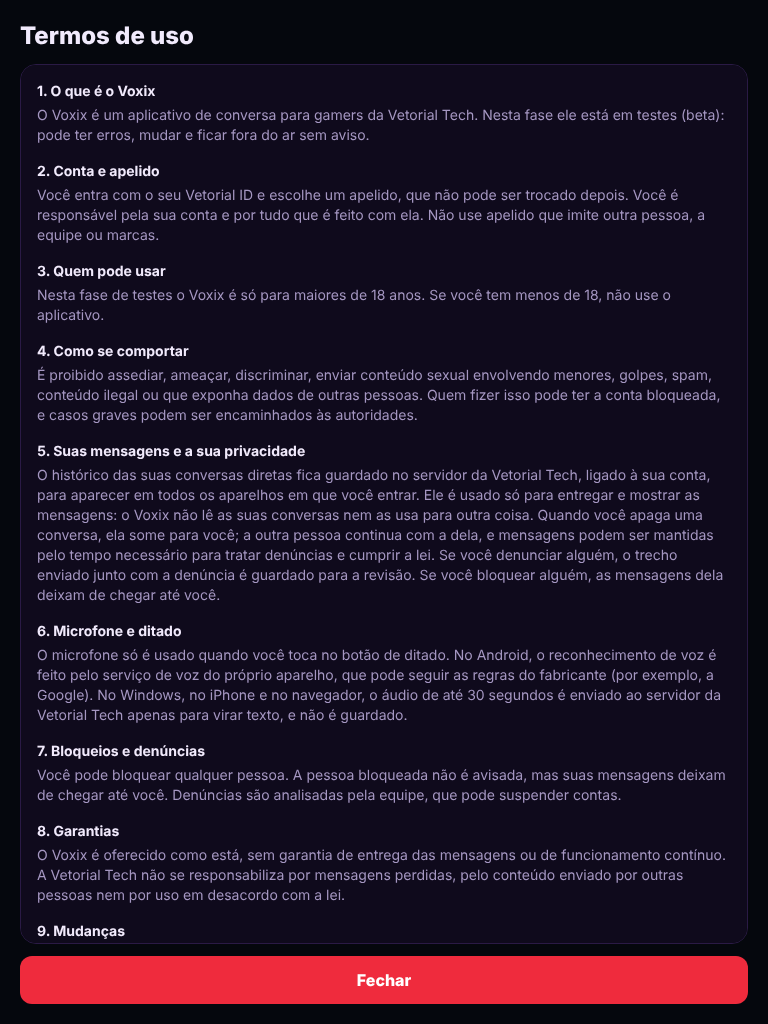 Termos de uso
1. O que é o Voxix
O Voxix é um aplicativo de conversa para gamers da Vetorial Tech. Nesta fase ele está em testes (beta):
pode ter erros, mudar e ficar fora do ar sem aviso.
2. Conta e apelido
Você entra com o seu Vetorial ID e escolhe um apelido, que não pode ser trocado depois. Você é
responsável pela sua conta e por tudo que é feito com ela. Não use apelido que imite outra pessoa, a
equipe ou marcas.
3. Quem pode usar
Nesta fase de testes o Voxix é só para maiores de 18 anos. Se você tem menos de 18, não use o
aplicativo.
4. Como se comportar
É proibido assediar, ameaçar, discriminar, enviar conteúdo sexual envolvendo menores, golpes, spam,
conteúdo ilegal ou que exponha dados de outras pessoas. Quem fizer isso pode ter a conta bloqueada,
e casos graves podem ser encaminhados às autoridades.
5. Suas mensagens e a sua privacidade
O histórico das suas conversas diretas fica guardado no servidor da Vetorial Tech, ligado à sua conta,
para aparecer em todos os aparelhos em que você entrar. Ele é usado só para entregar e mostrar as
mensagens: o Voxix não lê as suas conversas nem as usa para outra coisa. Quando você apaga uma
conversa, ela some para você; a outra pessoa continua com a dela, e mensagens podem ser mantidas
pelo tempo necessário para tratar denúncias e cumprir a lei. Se você denunciar alguém, o trecho
enviado junto com a denúncia é guardado para a revisão. Se você bloquear alguém, as mensagens dela
deixam de chegar até você.
6. Microfone e ditado
O microfone só é usado quando você toca no botão de ditado. No Android, o reconhecimento de voz é
feito pelo serviço de voz do próprio aparelho, que pode seguir as regras do fabricante (por exemplo, a
Google). No Windows, no iPhone e no navegador, o áudio de até 30 segundos é enviado ao servidor da
Vetorial Tech apenas para virar texto, e não é guardado.
7. Bloqueios e denúncias
Você pode bloquear qualquer pessoa. A pessoa bloqueada não é avisada, mas suas mensagens deixam
de chegar até você. Denúncias são analisadas pela equipe, que pode suspender contas.
8. Garantias
O Voxix é oferecido como está, sem garantia de entrega das mensagens ou de funcionamento contínuo.
A Vetorial Tech não se responsabiliza por mensagens perdidas, pelo conteúdo enviado por outras
pessoas nem por uso em desacordo com a lei.
9. Mudanças
Fechar